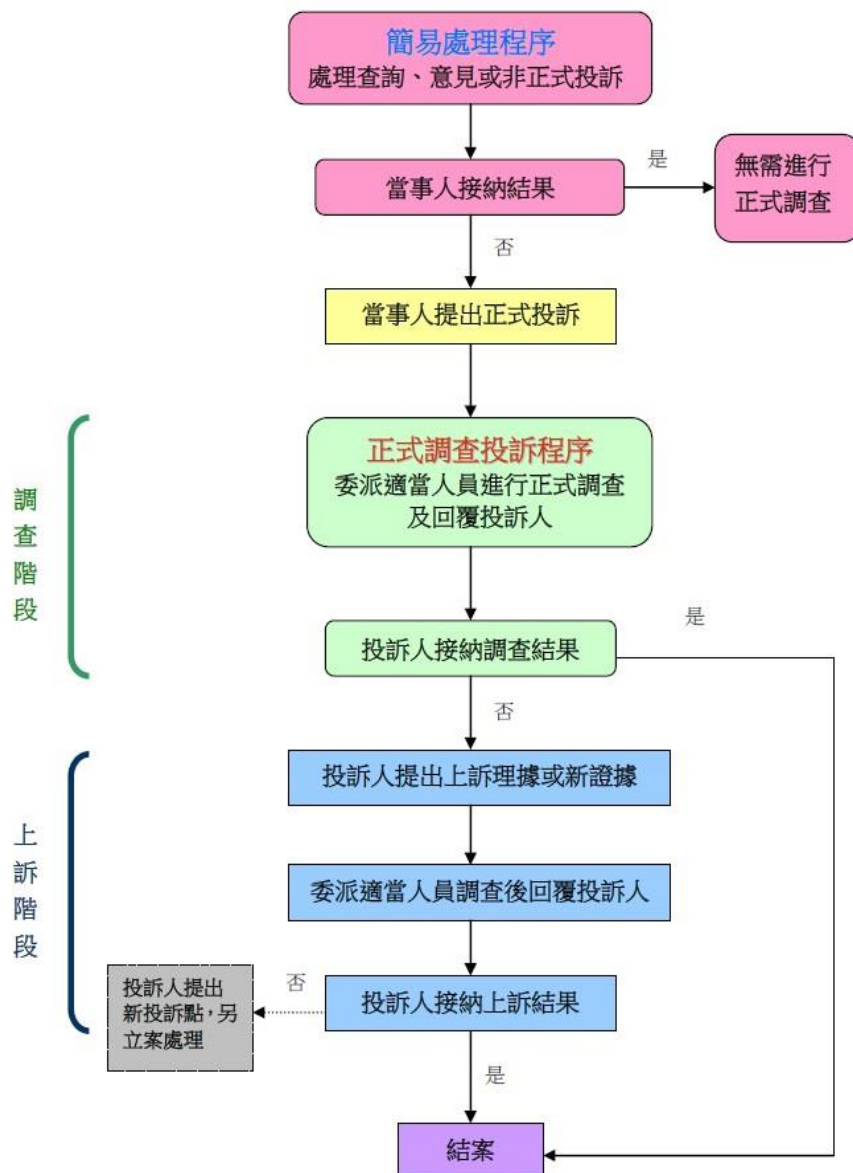 簡易處理程序
處理查詢、意見或非正式投訴
當事人接納結果
是
無需進行
正式調查
否
當事人提出正式投訴
調查階段
正式調查投訴程序
委派適當人員進行正式調查
及回覆投訴人
投訴人接納調查結果
是
否
上訴階段
投訴人提出上訴理據或新證據
委派適當人員調查後回覆投訴人
投訴人接納上訴結果
否
投訴人提出
新投訴點，另
立案處理
是
結案